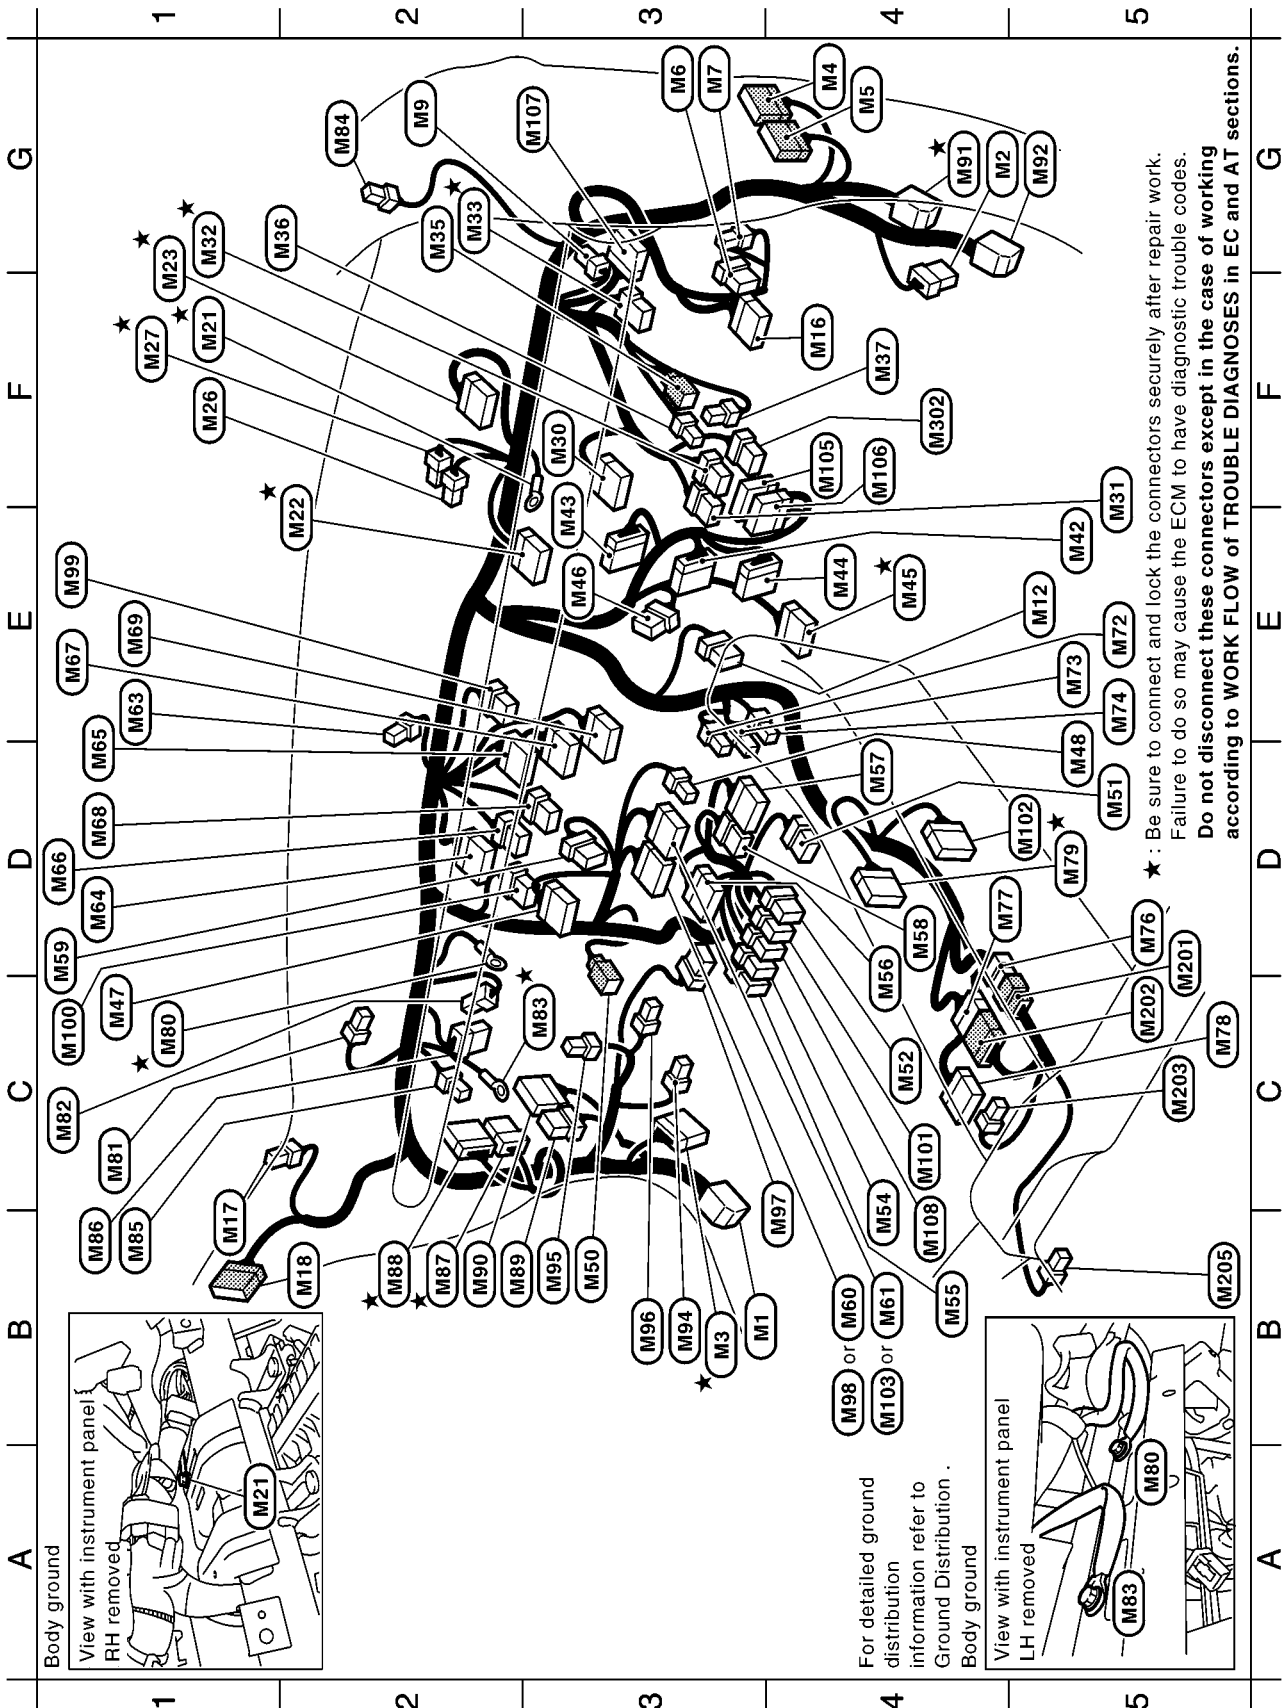 1
2
3
4
5
G
F
E
D
C
B
A
M84
M9
M107
M6
M7
M4
M5
M91
★
M2
M92
★
M33
M35
M36
★
M32
★
M23
★
M21
★
M27
M26
★
M22
M16
M37
M302
M30
M105
M106
M31
M43
M42
M46
M44
★
M45
M12
M99
M69
M67
M63
M65
M72
M73
M74
M48
M57
M51
M68
M66
M64
M59
M100
M47
★
M80
M102
★
M79
M58
M77
M56
M76
M201
M202
M78
M203
M82
M81
M86
M85
M17
M18
★
M83
M52
M101
M54
M108
M97
M55
★
M88
★
M87
M90
M89
M95
M50
M96
M94
★
M3
M1
M98 or M60
M103 or M61
M205
Body ground
View with instrument panel
RH removed
M21
For detailed ground
distribution
information refer to
Ground Distribution .
Body ground
View with instrument panel
LH removed
M83
M80
★ : Be sure to connect and lock the connectors securely after repair work.
Failure to do so may cause the ECM to have diagnostic trouble codes.
Do not disconnect these connectors except in the case of working
according to WORK FLOW of TROUBLE DIAGNOSES in EC and AT sections.
1
2
3
4
5
G
F
E
D
C
B
A